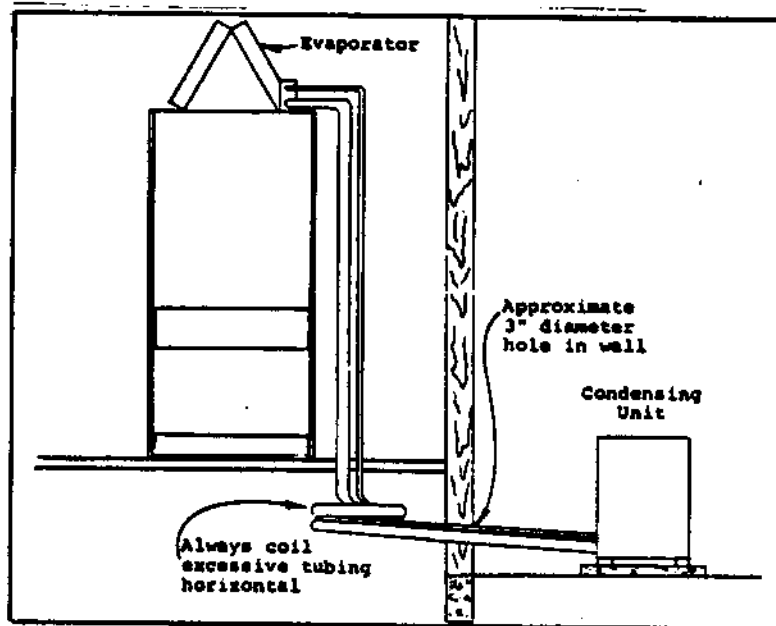 Evaporator
Approximate
3" diameter
hole in wall
Condensing
Unit
Always coil
excessive tubing
horizontal